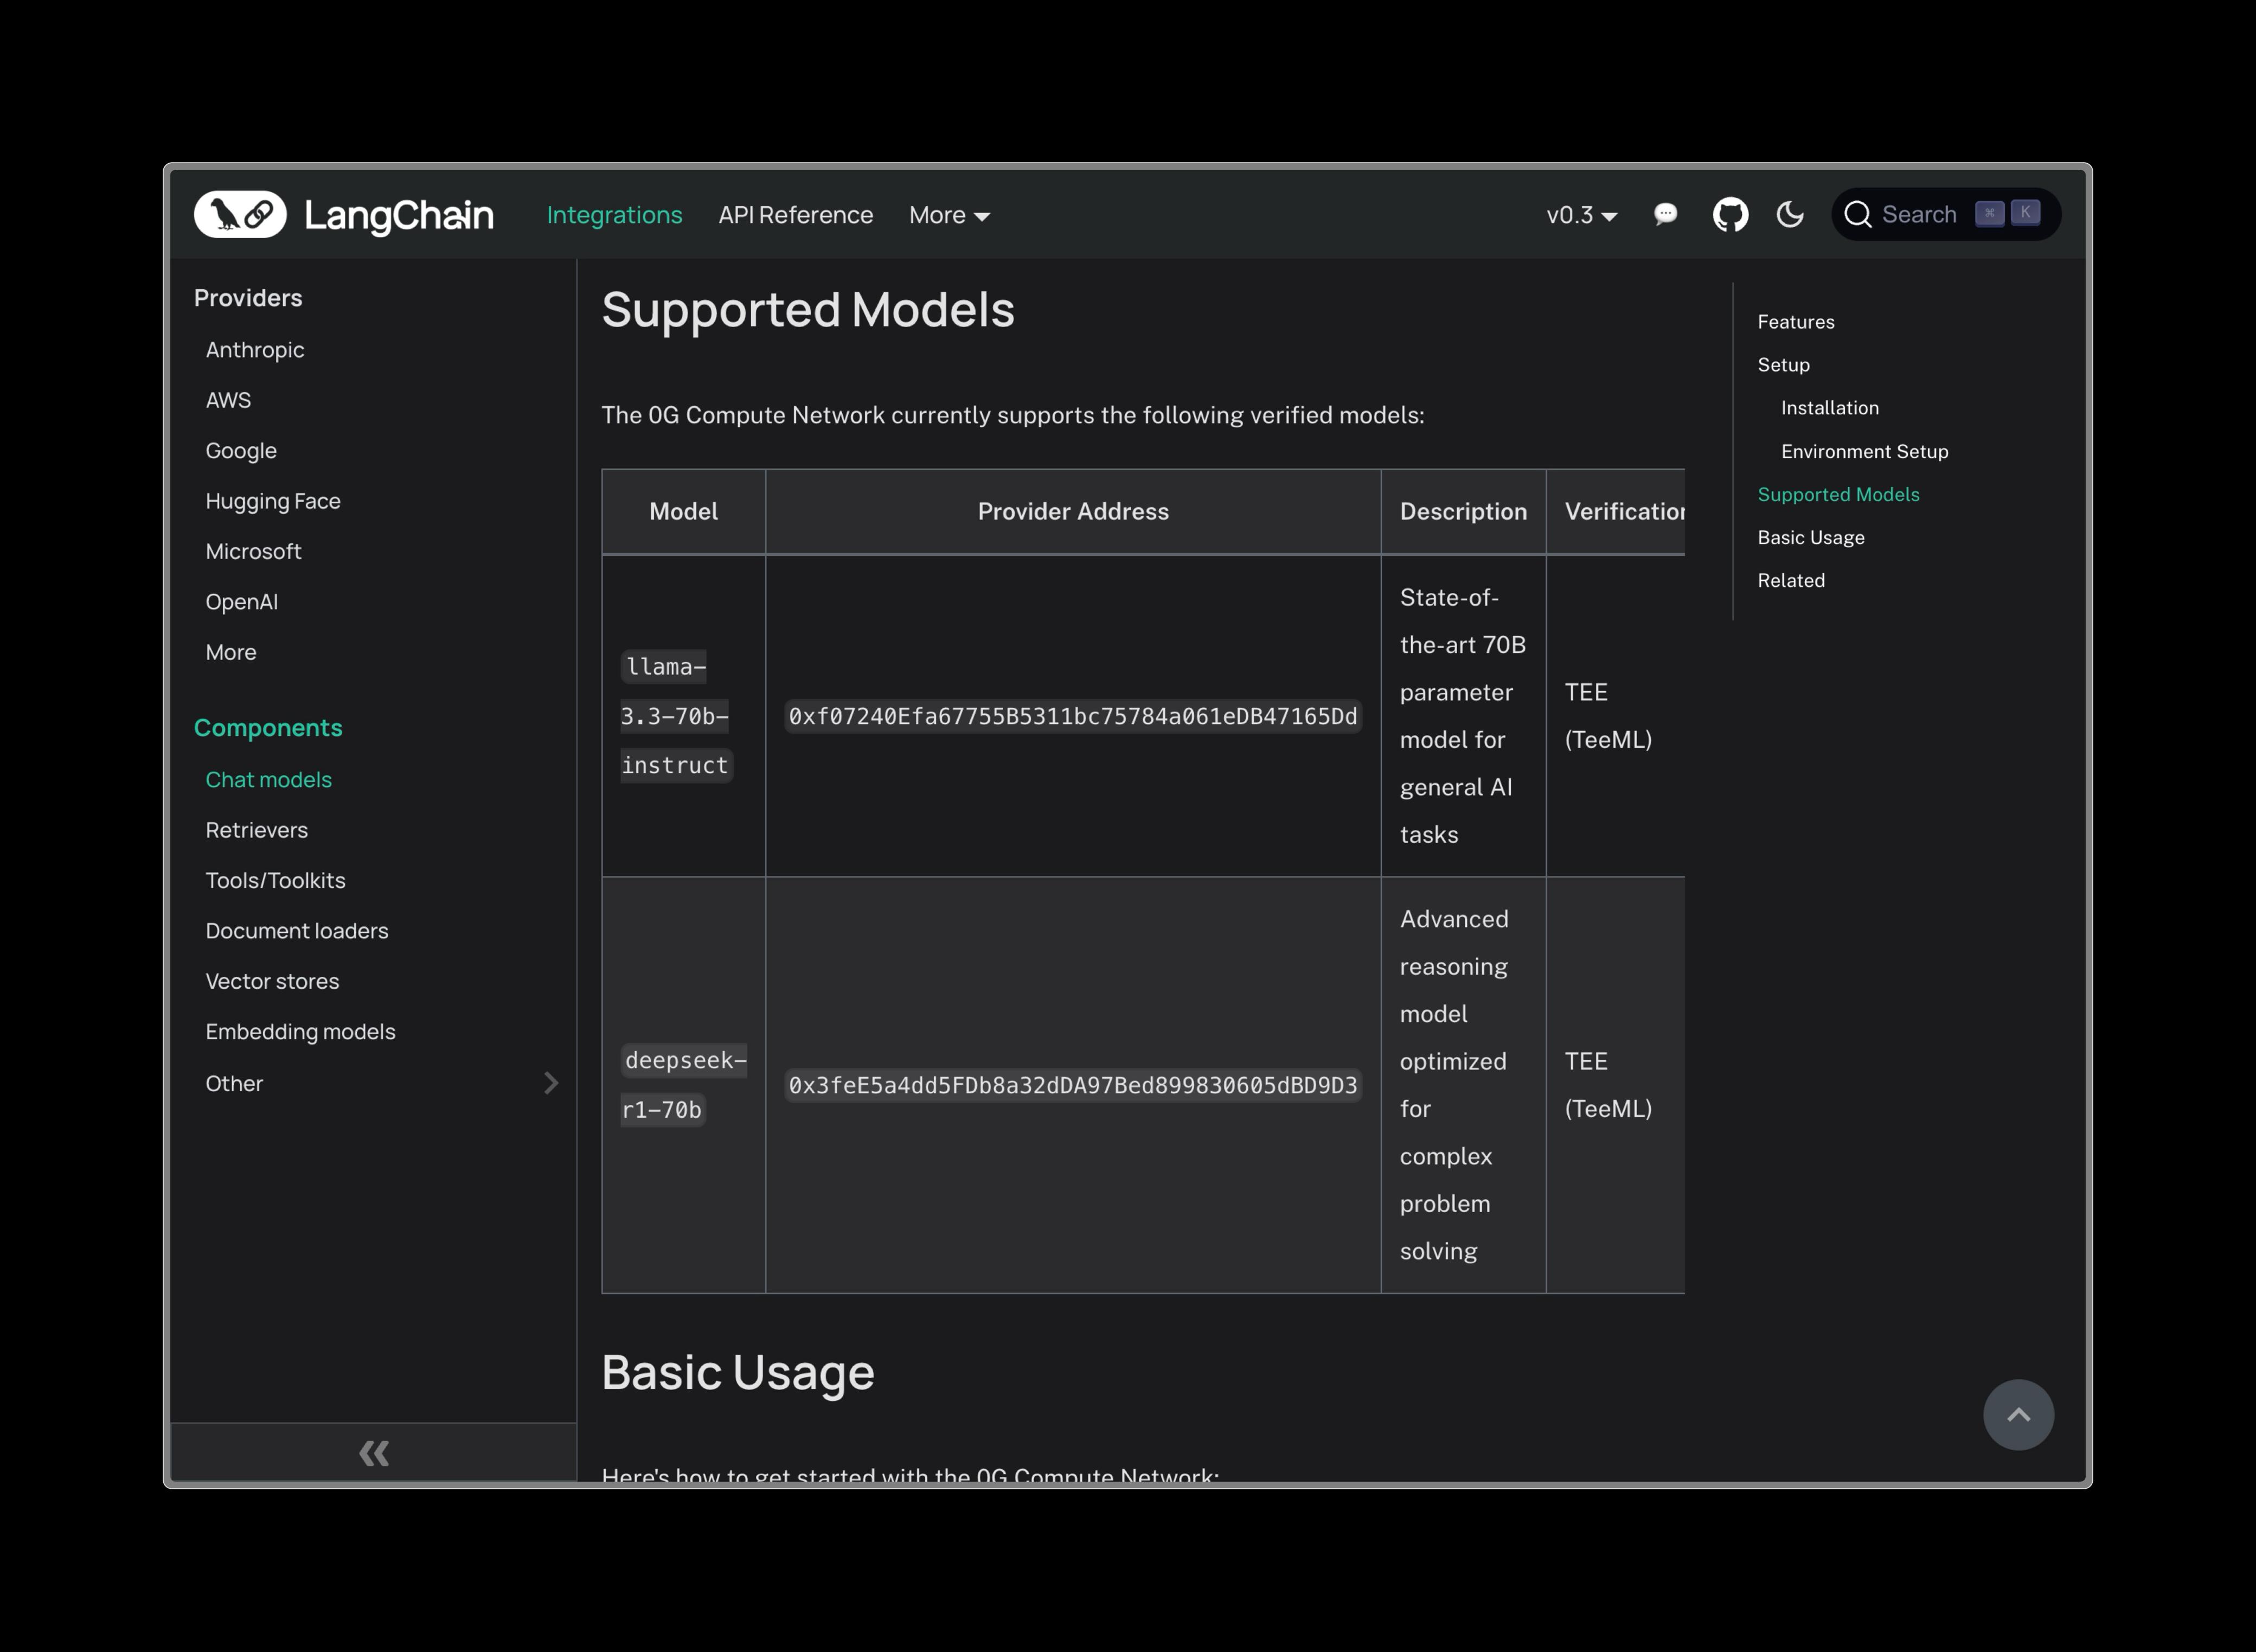 LangChain
Integrations
API Reference
More
v0.3
Search
⌘ K
Providers
Anthropic
AWS
Google
Hugging Face
Microsoft
OpenAI
More
Components
Chat models
Retrievers
Tools/Toolkits
Document loaders
Vector stores
Embedding models
Other
Supported Models
The 0G Compute Network currently supports the following verified models:
Model
Provider Address
Description
Verification
llama-
3.3-70b-
instruct
0xf07240Efa67755B5311bc75784a061eDB47165Dd
State-of-
the-art 70B
parameter
model for
general AI
tasks
TEE
(TeeML)
deepseek-
r1-70b
0x3feE5a4dd5FDb8a32dDA97Bed899830605dBD9D3
Advanced
reasoning
model
optimized
for
complex
problem
solving
TEE
(TeeML)
Basic Usage
Here's how to get started with the 0G Compute Network:
Features
Setup
Installation
Environment Setup
Supported Models
Basic Usage
Related